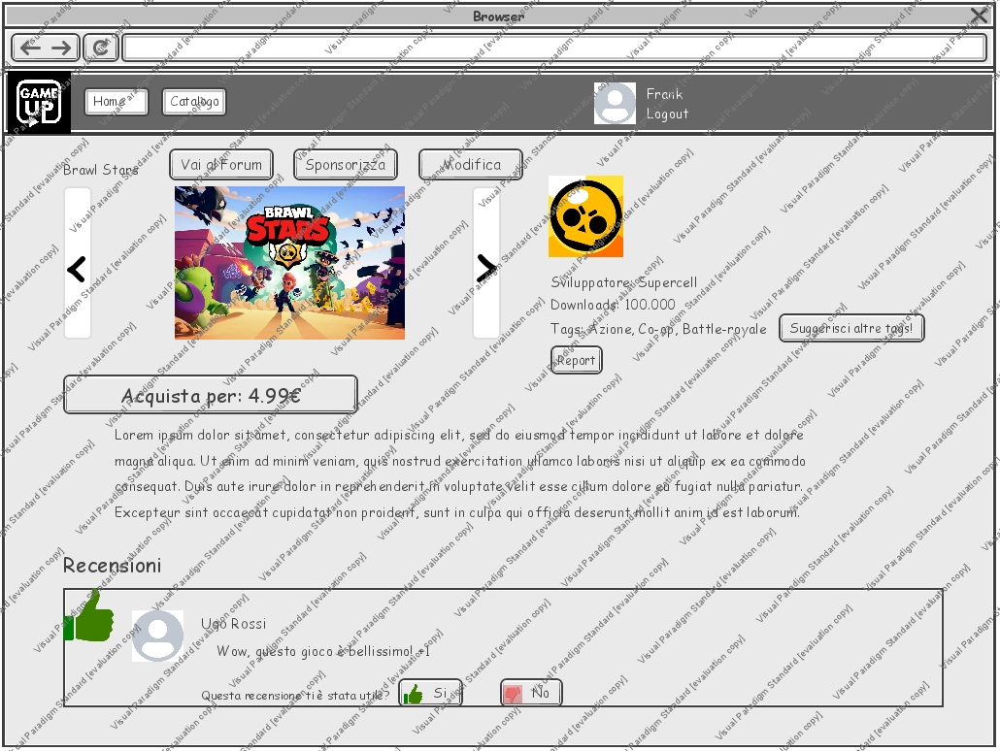 Browser
GAME
UP
Home
Catalogo
Frank
Logout
Brawl Stars
Vai al Forum
Sponsorizza
Modifica
BRAWL
STARS
Sviluppatore: Supercell
Downloads: 100.000
Tags: Azione, Co-op, Battle-royale
Suggerisci altre tags!
Report
Acquista per: 4.99€
Lorem ipsum dolor sit amet, consectetur adipiscing elit, sed do eiusmod tempor incididunt ut labore et dolore
magna aliqua. Ut enim ad minim veniam, quis nostrud exercitation ullamco laboris nisi ut aliquip ex ea commodo
consequat. Duis aute irure dolor in reprehenderit in voluptate velit esse cillum dolore eu fugiat nulla pariatur.
Excepteur sint occaecat cupidatat non proident, sunt in culpa qui officia deserunt mollit anim id est laborum.
Recensioni
Ugo Rossi
Wow, questo gioco è bellissimo! +1
Questa recensione ti è stata utile?
Si
No
Visual Paradigm Standard [evaluation copy]